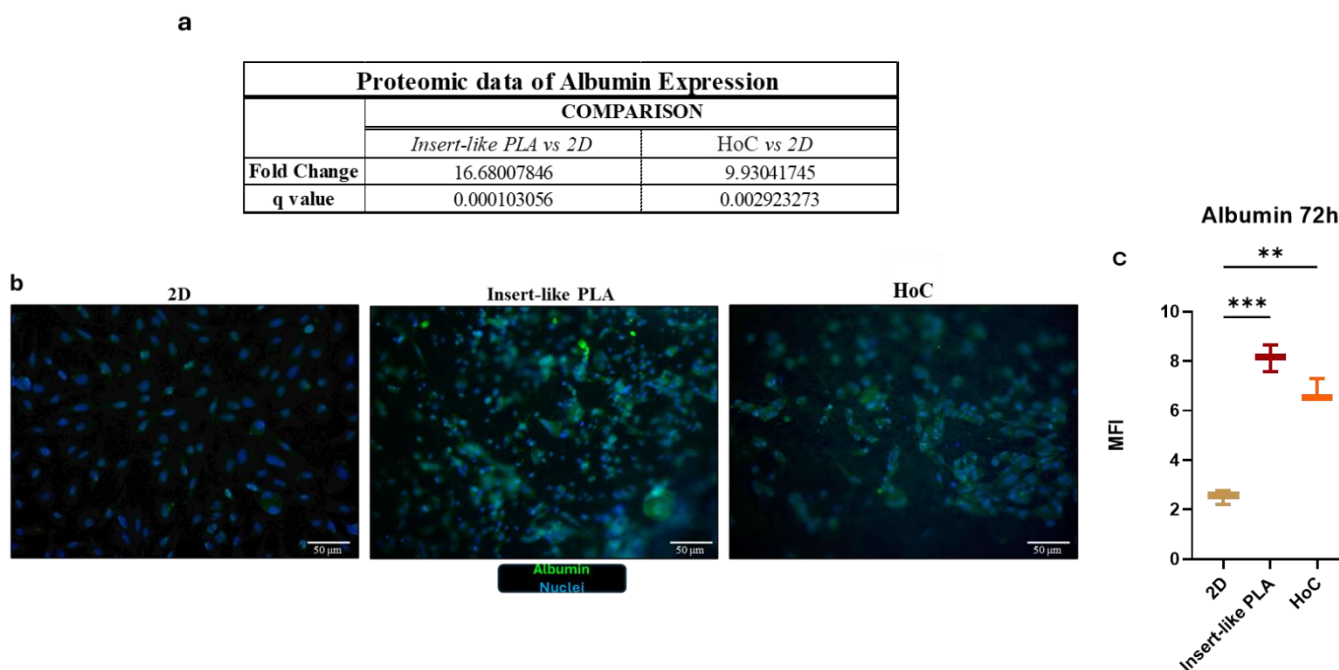 a
Proteomic data of Albumin Expression
COMPARISON
Insert-like PLA vs 2D HoC vs 2D
Fold Change 16.68007846 9.93041745
q value 0.000103056 0.002923273
b
2D Insert-like PLA HoC
50 µm 50 µm 50 µm
Albumin
Nuclei
c
Albumin 72h
**
***
10
8
6
4
2
0
MFI
2D Insert-like PLA HoC